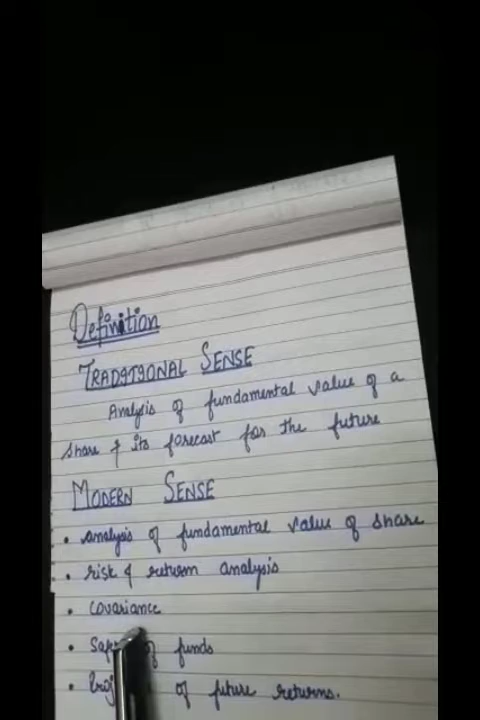 Definition
TRADITIONAL SENSE
Analysis of fundamental value of a
share & its forecast for the future
MODERN SENSE
• analysis of fundamental value of share
• risk & return analysis
• covariance
• of funds
• of future returns.